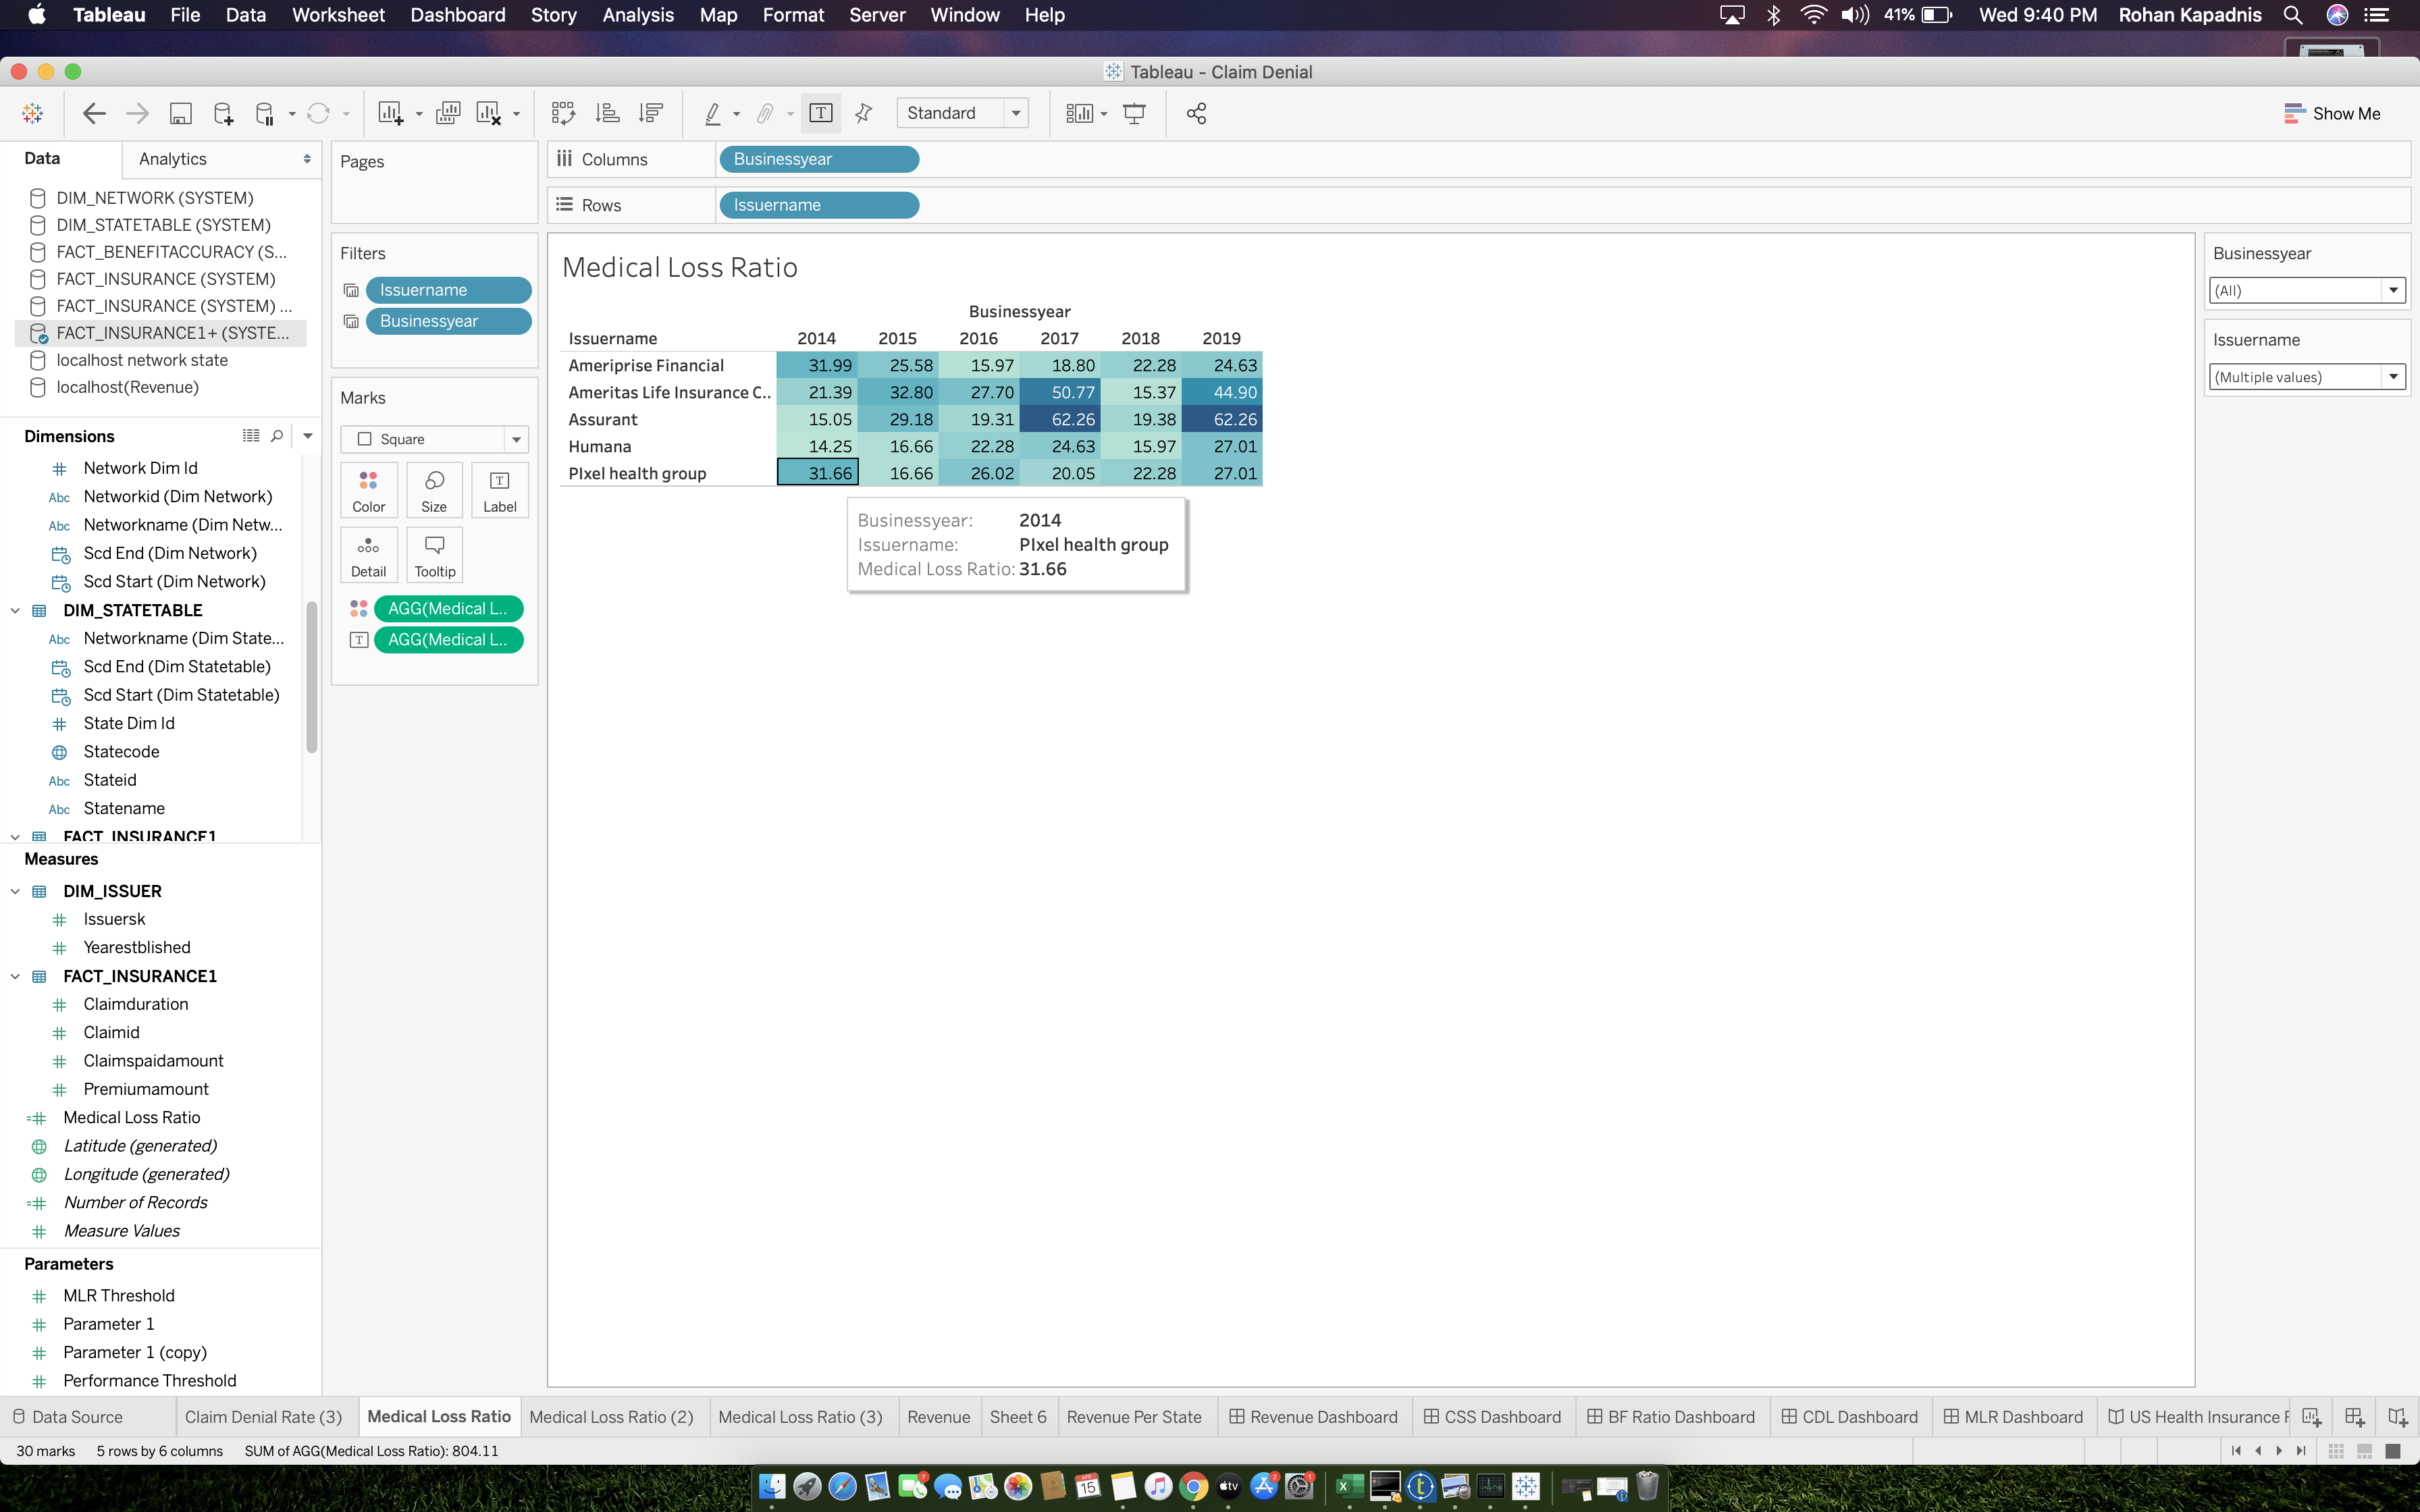 Tableau File Data Worksheet Dashboard Story Analysis Map Format Server Window Help 41% Wed 9:40 PM Rohan Kapadnis
Tableau - Claim Denial
Standard Show Me
Data Analytics
DIM_NETWORK (SYSTEM)
DIM_STATETABLE (SYSTEM)
FACT_BENEFITACCURACY (S...
FACT_INSURANCE (SYSTEM)
FACT_INSURANCE (SYSTEM) ...
FACT_INSURANCE1+ (SYSTE...
localhost network state
localhost(Revenue)
Dimensions
Network Dim Id
Abc Networkid (Dim Network)
Abc Networkname (Dim Netw...
Scd End (Dim Network)
Scd Start (Dim Network)
DIM_STATETABLE
Abc Networkname (Dim State...
Scd End (Dim Statetable)
Scd Start (Dim Statetable)
State Dim Id
Statecode
Abc Stateid
Abc Statename
FACT_INSURANCE1
Measures
DIM_ISSUER
Issuersk
Yearestblished
FACT_INSURANCE1
Claimduration
Claimid
Claimspaidamount
Premiumamount
Medical Loss Ratio
Latitude (generated)
Longitude (generated)
Number of Records
Measure Values
Parameters
MLR Threshold
Parameter 1
Parameter 1 (copy)
Performance Threshold
Pages
Filters
Issuername
Businessyear
Marks
Square
Color Size Label
Detail Tooltip
AGG(Medical L..
AGG(Medical L..
Columns Businessyear
Rows Issuername
Medical Loss Ratio
Businessyear
Issuername 2014 2015 2016 2017 2018 2019
Ameriprise Financial 31.99 25.58 15.97 18.80 22.28 24.63
Ameritas Life Insurance C.. 21.39 32.80 27.70 50.77 15.37 44.90
Assurant 15.05 29.18 19.31 62.26 19.38 62.26
Humana 14.25 16.66 22.28 24.63 15.97 27.01
PIxel health group 31.66 16.66 26.02 20.05 22.28 27.01
Businessyear: 2014
Issuername: PIxel health group
Medical Loss Ratio: 31.66
Businessyear
(All)
Issuername
(Multiple values)
Data Source Claim Denial Rate (3) Medical Loss Ratio Medical Loss Ratio (2) Medical Loss Ratio (3) Revenue Sheet 6 Revenue Per State Revenue Dashboard CSS Dashboard BF Ratio Dashboard CDL Dashboard MLR Dashboard US Health Insurance
30 marks 5 rows by 6 columns SUM of AGG(Medical Loss Ratio): 804.11